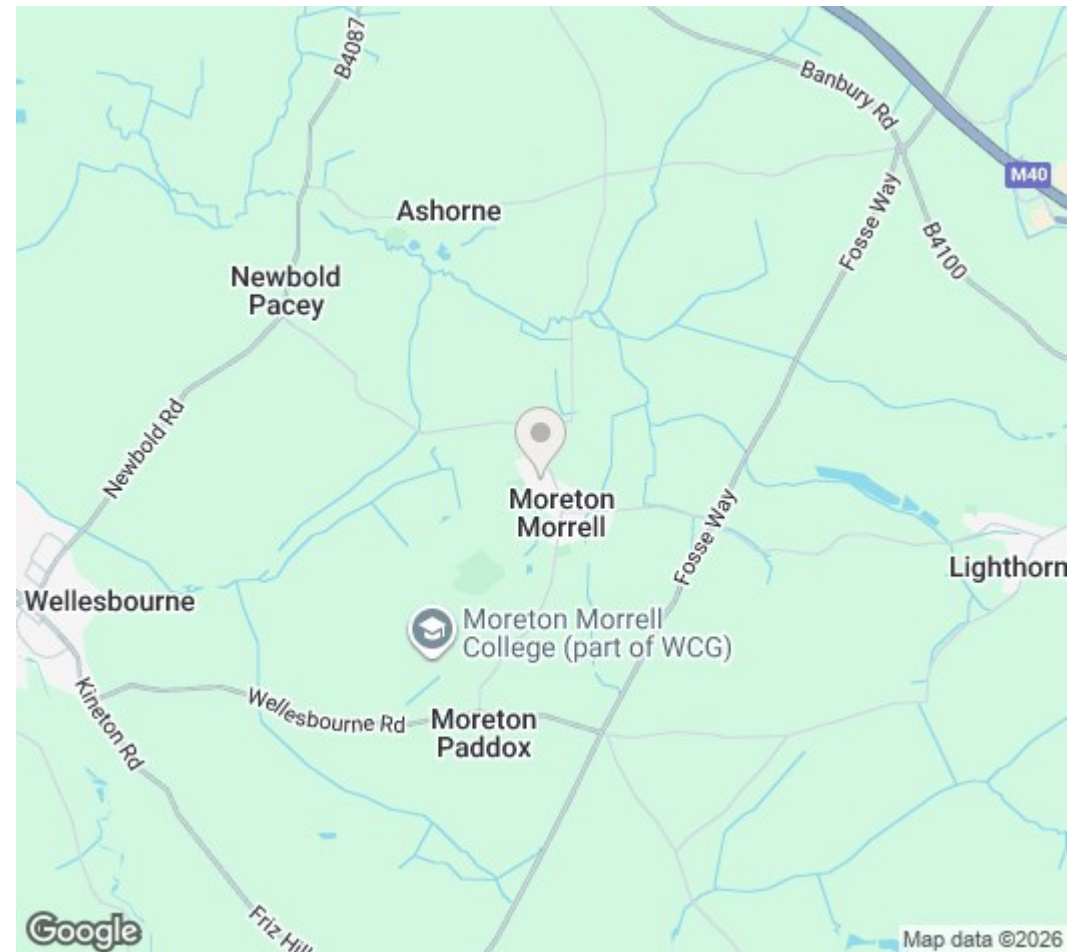 B4087
Banbury Rd
M40
Ashorne
Fosse Way
B4100
Newbold
Pacey
Newbold Rd
Moreton
Morrell
Fosse Way
Lighthorn
Wellesbourne
Moreton Morrell
College (part of WCG)
Kineton Rd
Wellesbourne Rd
Moreton
Paddox
Friz Hill
Google
Map data ©2026